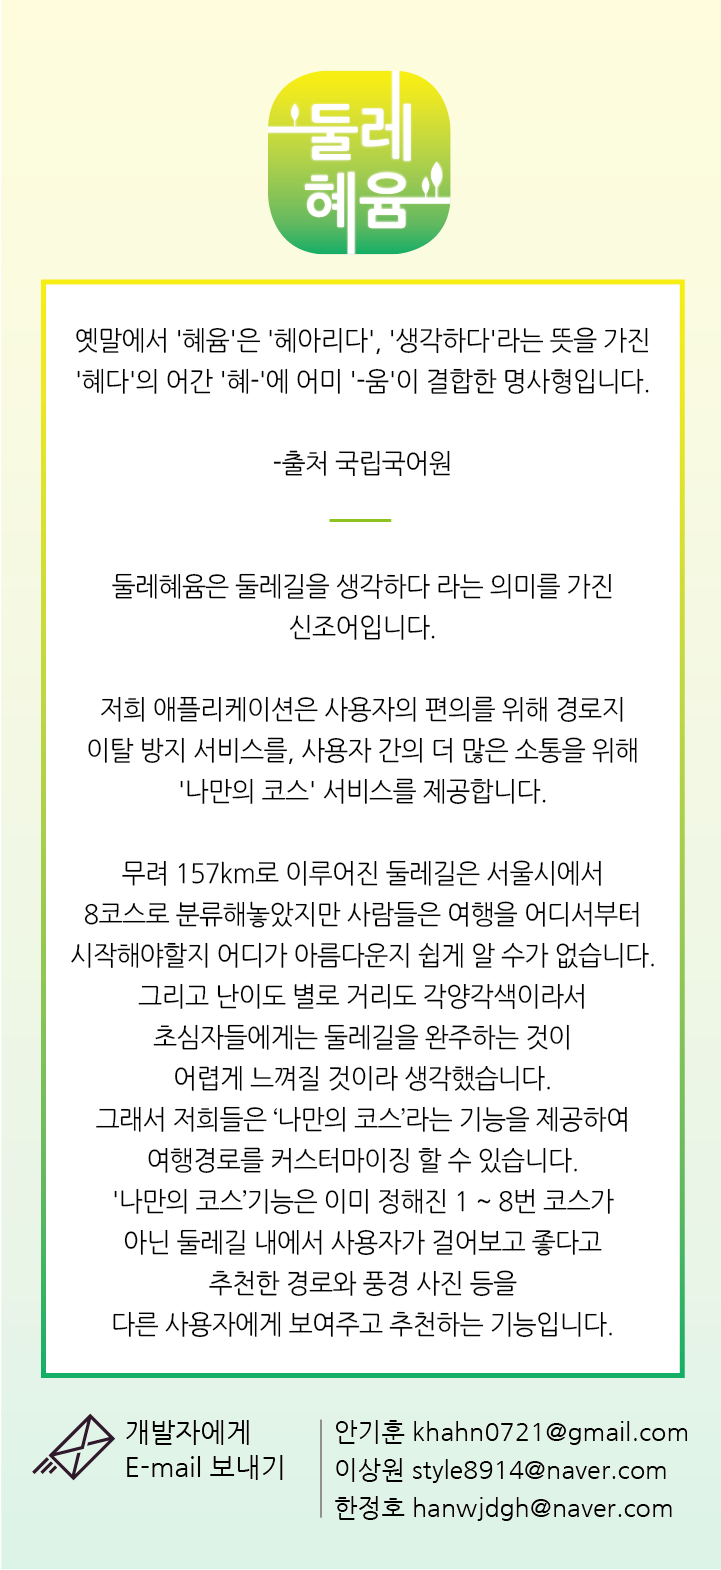 둘레
혜윰
옛말에서 '혜윰'은 '헤아리다', '생각하다'라는 뜻을 가진
'혜다'의 어간 '혜-'에 어미 '-움'이 결합한 명사형입니다.
-출처 국립국어원
둘레혜윰은 둘레길을 생각하다 라는 의미를 가진
신조어입니다.
저희 애플리케이션은 사용자의 편의를 위해 경로지
이탈 방지 서비스를, 사용자 간의 더 많은 소통을 위해
'나만의 코스' 서비스를 제공합니다.
무려 157km로 이루어진 둘레길은 서울시에서
8코스로 분류해놓았지만 사람들은 여행을 어디서부터
시작해야할지 어디가 아름다운지 쉽게 알 수가 없습니다.
그리고 난이도 별로 거리도 각양각색이라서
초심자들에게는 둘레길을 완주하는 것이
어렵게 느껴질 것이라 생각했습니다.
그래서 저희들은 ‘나만의 코스’라는 기능을 제공하여
여행경로를 커스터마이징 할 수 있습니다.
'나만의 코스’기능은 이미 정해진 1 ~ 8번 코스가
아닌 둘레길 내에서 사용자가 걸어보고 좋다고
추천한 경로와 풍경 사진 등을
다른 사용자에게 보여주고 추천하는 기능입니다.
개발자에게
E-mail 보내기
안기훈 khahn0721@gmail.com
이상원 style8914@naver.com
한정호 hanwjdgh@naver.com